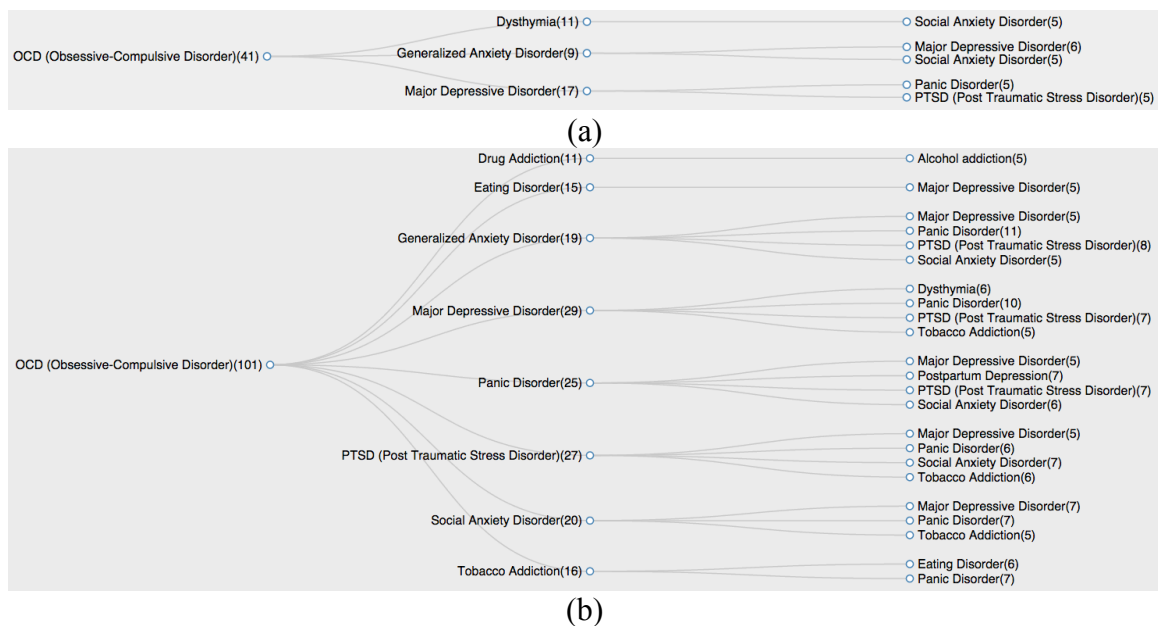 Dysthymia(11)
Social Anxiety Disorder(5)
OCD (Obsessive-Compulsive Disorder)(41)
Generalized Anxiety Disorder(9)
Major Depressive Disorder(6)
Social Anxiety Disorder(5)
Major Depressive Disorder(17)
Panic Disorder(5)
PTSD (Post Traumatic Stress Disorder)(5)
(a)
Drug Addiction(11)
Alcohol addiction(5)
Eating Disorder(15)
Major Depressive Disorder(5)
Generalized Anxiety Disorder(19)
Major Depressive Disorder(5)
Panic Disorder(11)
PTSD (Post Traumatic Stress Disorder)(8)
Social Anxiety Disorder(5)
Major Depressive Disorder(29)
Dysthymia(6)
Panic Disorder(10)
PTSD (Post Traumatic Stress Disorder)(7)
Tobacco Addiction(5)
OCD (Obsessive-Compulsive Disorder)(101)
Panic Disorder(25)
Major Depressive Disorder(5)
Postpartum Depression(7)
PTSD (Post Traumatic Stress Disorder)(7)
Social Anxiety Disorder(6)
PTSD (Post Traumatic Stress Disorder)(27)
Major Depressive Disorder(5)
Panic Disorder(6)
Social Anxiety Disorder(7)
Tobacco Addiction(6)
Social Anxiety Disorder(20)
Major Depressive Disorder(7)
Panic Disorder(7)
Tobacco Addiction(5)
Tobacco Addiction(16)
Eating Disorder(6)
Panic Disorder(7)
(b)